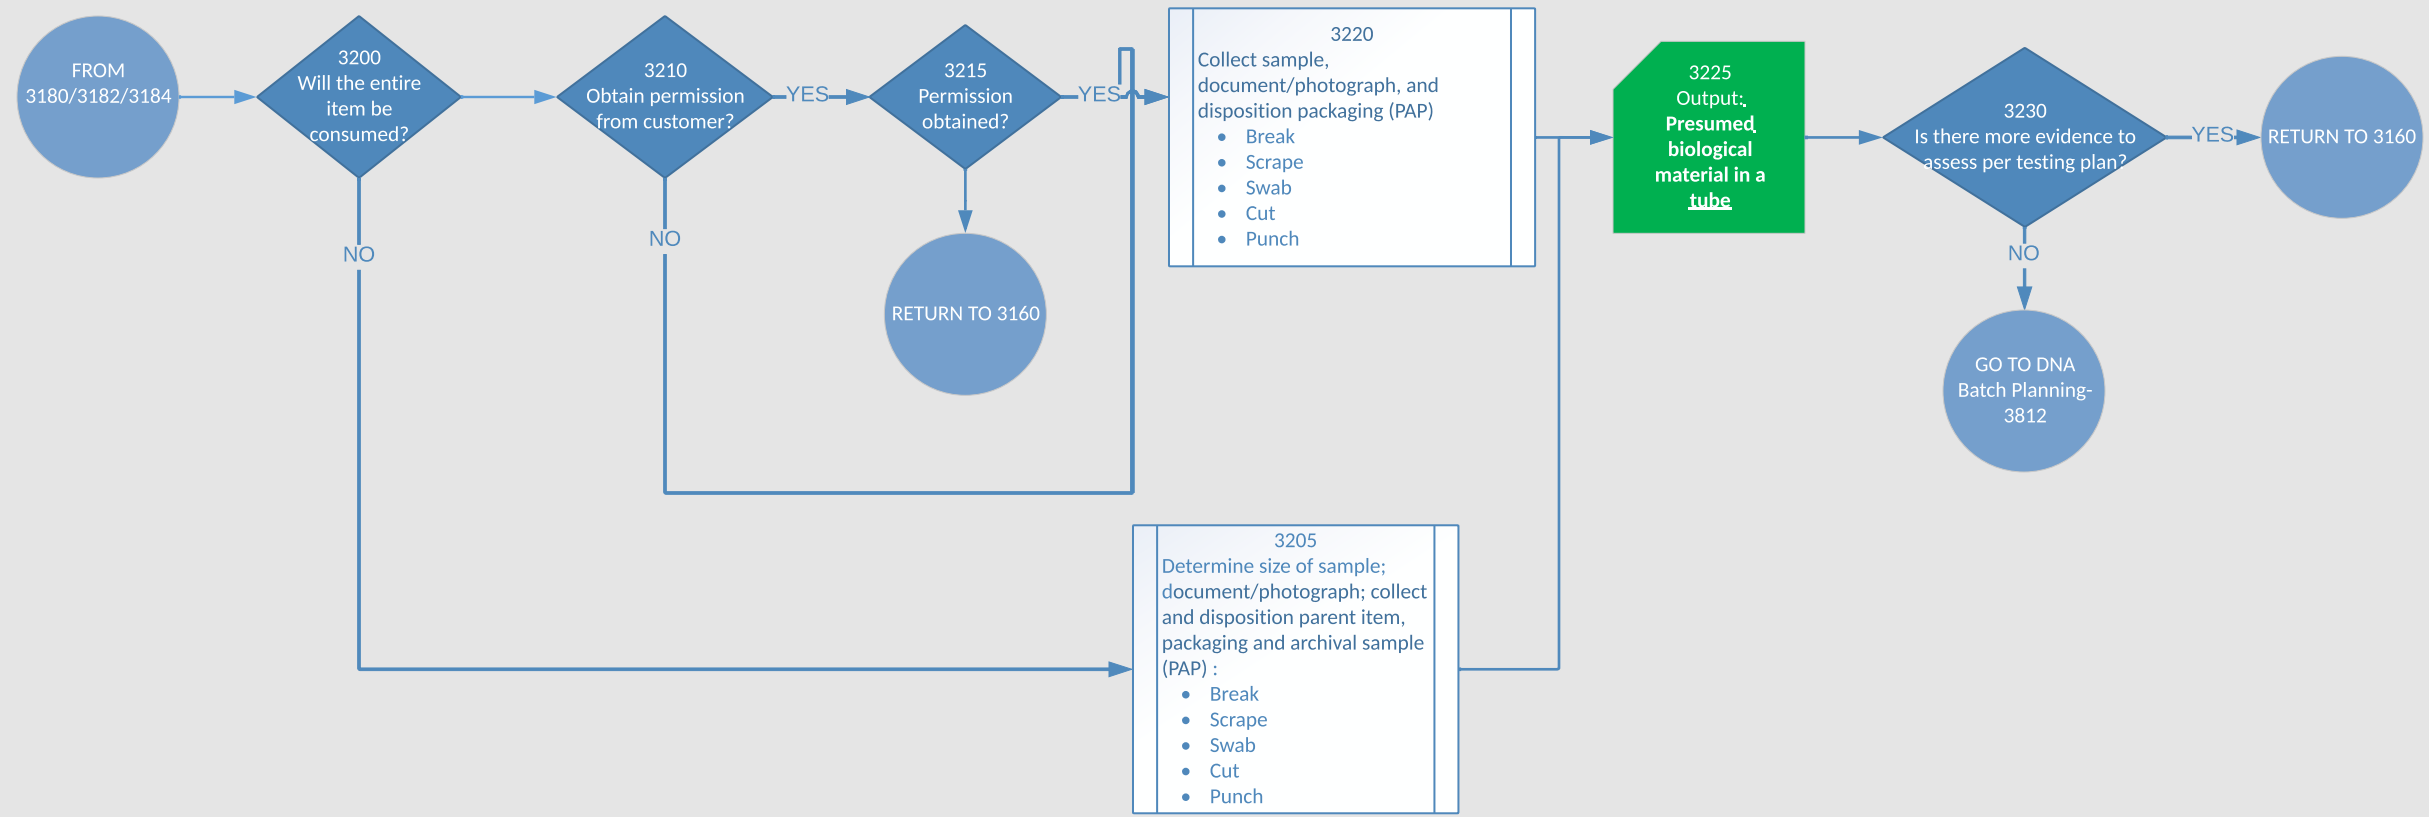 FROM
3180/3182/3184
3200
Will the entire
item be
consumed?
NO
3210
Obtain permission
from customer?
YES
NO
3215
Permission
obtained?
YES
RETURN TO 3160
3220
Collect sample,
document/photograph, and
disposition packaging (PAP)
• Break
• Scrape
• Swab
• Cut
• Punch
3205
Determine size of sample;
document/photograph; collect
and disposition parent item,
packaging and archival sample
(PAP) :
• Break
• Scrape
• Swab
• Cut
• Punch
3225
Output:
Presumed
biological
material in a
tube
3230
Is there more evidence to
assess per testing plan?
YES
RETURN TO 3160
NO
GO TO DNA
Batch Planning-
3812